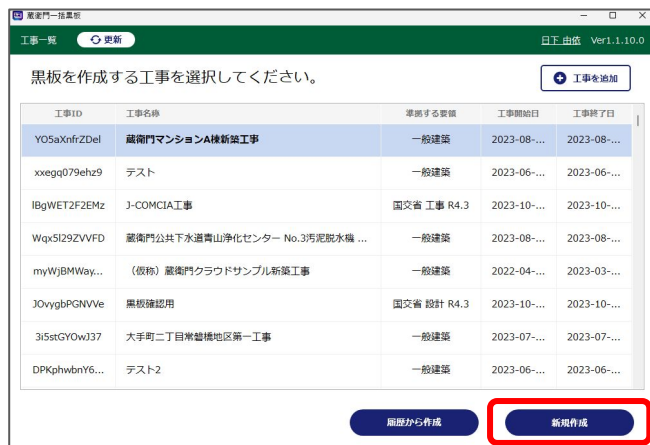 蔵衛門一括黒板
工事一覧 更新 日下 由依 Ver1.1.10.0
黒板を作成する工事を選択してください。 工事を追加
工事ID 工事名称 準拠する要領 工事開始日 工事終了日
YO5aXnfrZDel 蔵衛門マンションA棟新築工事 一般建築 2023-08-... 2023-08-...
xxegq079ehz9 テスト 一般建築 2023-06-... 2023-06-...
lBgWET2F2EMz J-COMCIA工事 国交省 工事 R4.3 2023-10-... 2023-10-...
Wqx5l29ZVVFD 蔵衛門公共下水道青山浄化センター No.3汚泥脱水機 ... 一般建築 2023-08-... 2023-08-...
myWjBMWay... （仮称）蔵衛門クラウドサンプル新築工事 一般建築 2022-04-... 2023-03-...
JOvygbPGNVVe 黒板確認用 国交省 設計 R4.3 2023-10-... 2023-10-...
3i5stGYOwJ37 大手町二丁目常磐橋地区第一工事 一般建築 2023-07-... 2023-07-...
DPKphwbnY6... テスト2 一般建築 2023-06-... 2023-06-...
履歴から作成 新規作成